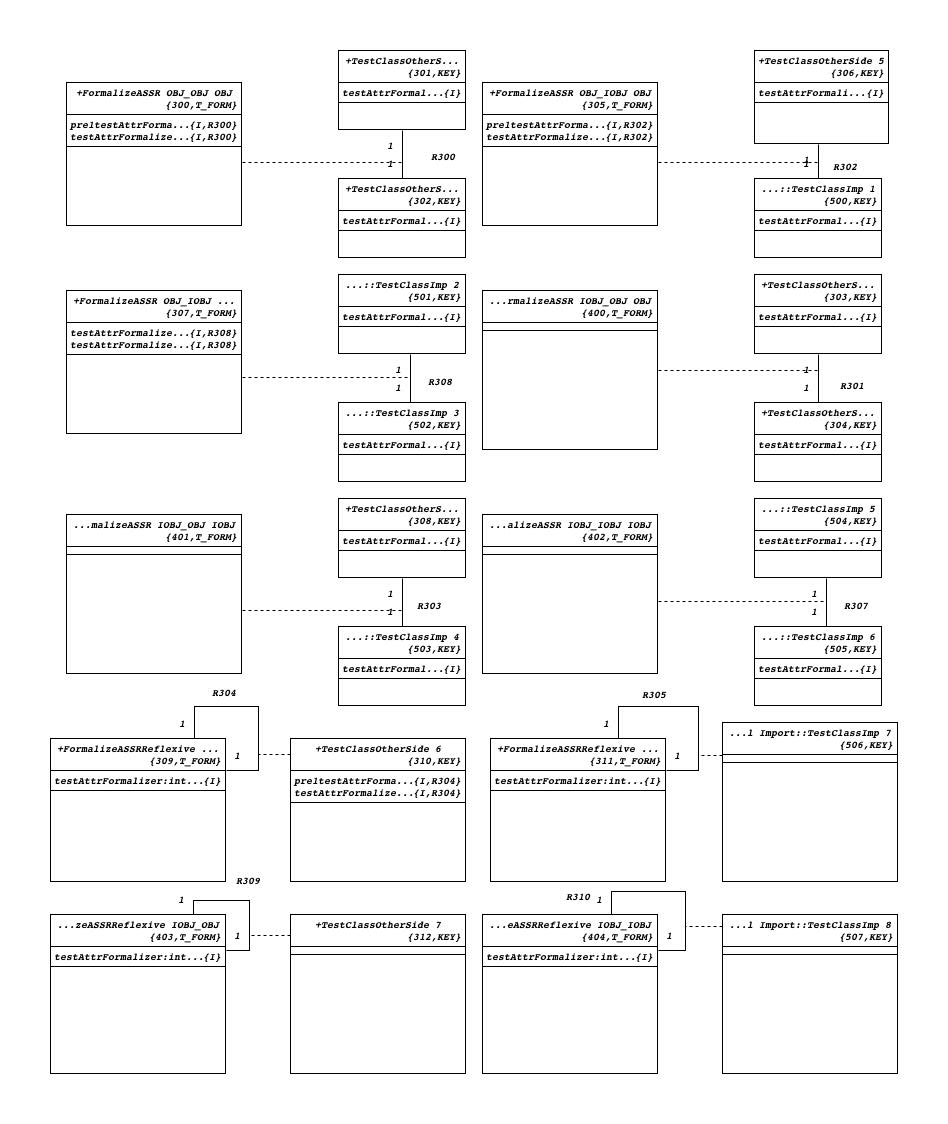 +TestClassOtherS...
{301,KEY}
testAttrFormal...{I}
+FormalizeASSR OBJ_OBJ OBJ
{300,T_FORM}
preltestAttrForma...{I,R300}
testAttrFormalize...{I,R300}
1
1
R300
+TestClassOtherS...
{302,KEY}
testAttrFormal...{I}
+TestClassOtherSide 5
{306,KEY}
testAttrFormali...{I}
+FormalizeASSR OBJ_IOBJ OBJ
{305,T_FORM}
preltestAttrForma...{I,R302}
testAttrFormalize...{I,R302}
1
1
R302
...::TestClassImp 1
{500,KEY}
testAttrFormal...{I}
...::TestClassImp 2
{501,KEY}
testAttrFormal...{I}
+FormalizeASSR OBJ_IOBJ ...
{307,T_FORM}
testAttrFormalize...{I,R308}
testAttrFormalize...{I,R308}
1
1
R308
...::TestClassImp 3
{502,KEY}
testAttrFormal...{I}
+TestClassOtherS...
{303,KEY}
testAttrFormal...{I}
...rmalizeASSR IOBJ_OBJ OBJ
{400,T_FORM}
1
1
R301
+TestClassOtherS...
{304,KEY}
testAttrFormal...{I}
+TestClassOtherS...
{308,KEY}
testAttrFormal...{I}
...malizeASSR IOBJ_OBJ IOBJ
{401,T_FORM}
1
1
R303
...::TestClassImp 4
{503,KEY}
testAttrFormal...{I}
...::TestClassImp 5
{504,KEY}
testAttrFormal...{I}
...alizeASSR IOBJ_IOBJ IOBJ
{402,T_FORM}
1
1
R307
...::TestClassImp 6
{505,KEY}
testAttrFormal...{I}
R304
1
1
+FormalizeASSRReflexive ...
{309,T_FORM}
testAttrFormalizer:int...{I}
+TestClassOtherSide 6
{310,KEY}
preltestAttrForma...{I,R304}
testAttrFormalize...{I,R304}
R305
1
1
+FormalizeASSRReflexive ...
{311,T_FORM}
testAttrFormalizer:int...{I}
...l Import::TestClassImp 7
{506,KEY}
R309
1
1
...zeASSRReflexive IOBJ_OBJ
{403,T_FORM}
testAttrFormalizer:int...{I}
+TestClassOtherSide 7
{312,KEY}
R310
1
1
...eASSRReflexive IOBJ_IOBJ
{404,T_FORM}
testAttrFormalizer:int...{I}
...l Import::TestClassImp 8
{507,KEY}